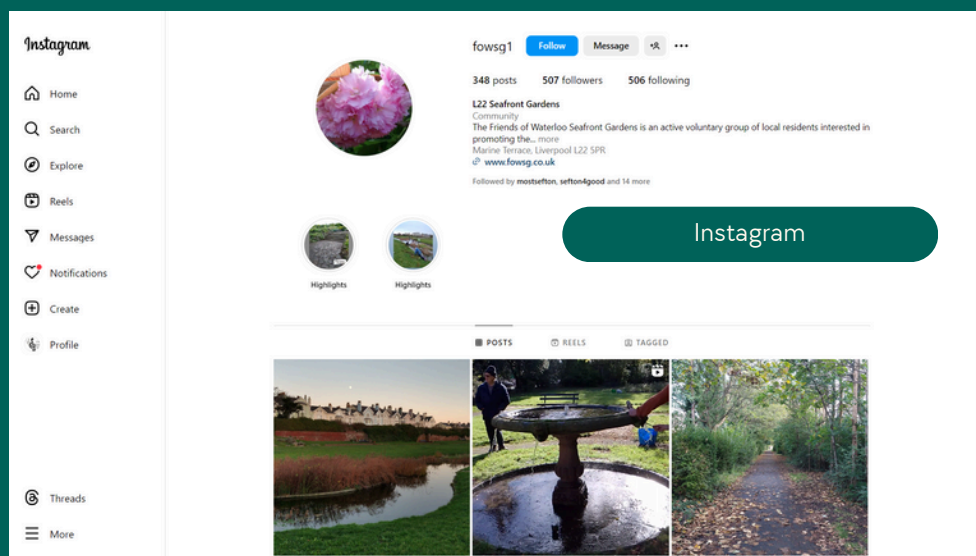 Instagram
Home
Search
Explore
Reels
Messages
Notifications
Create
Profile
Threads
More
fowsg1 Follow Message
348 posts 507 followers 506 following
L22 Seafront Gardens
Community
The Friends of Waterloo Seafront Gardens is an active voluntary group of local residents interested in
promoting the... more
Marine Terrace, Liverpool L22 5PR
www.fowsg.co.uk
Followed by mostsefton, sefton4good and 14 more
Instagram
Highlights Highlights
POSTS REELS TAGGED